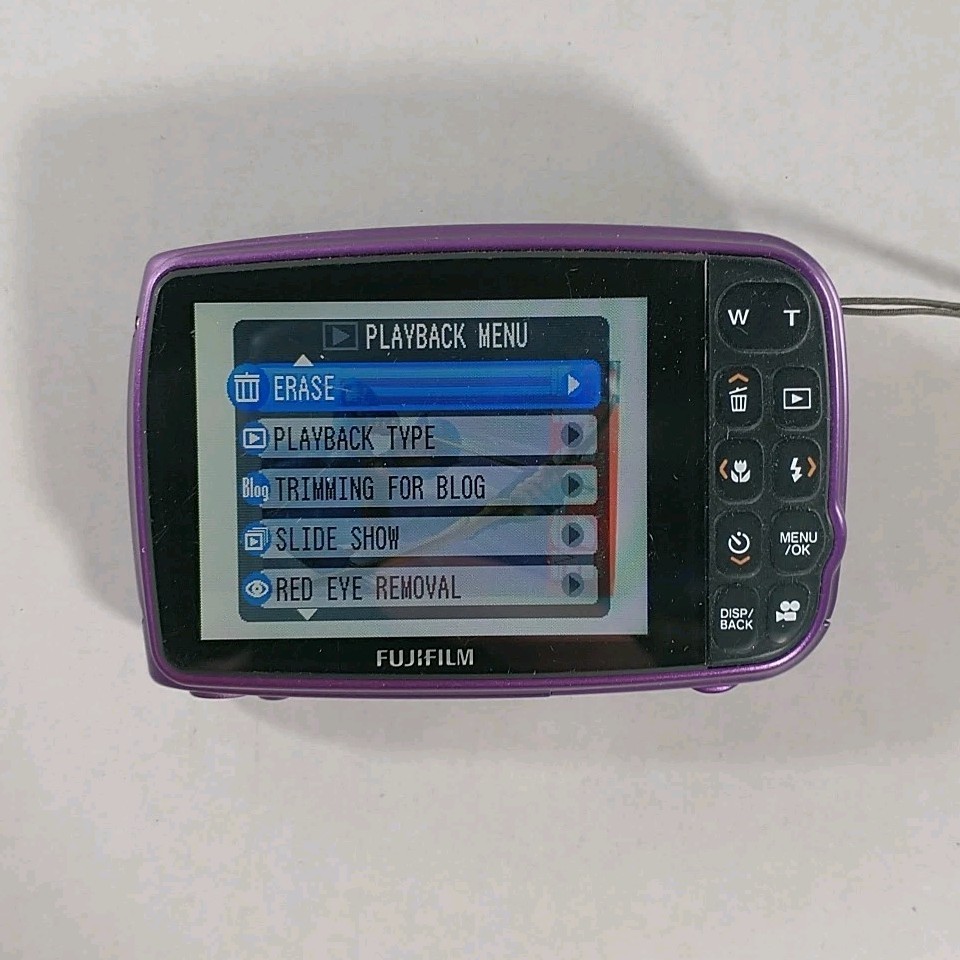 PLAYBACK MENU
ERASE
PLAYBACK TYPE
Blog TRIMMING FOR BLOG
SLIDE SHOW
RED EYE REMOVAL
FUJIFILM
W T
MENU
/OK
DISP/
BACK